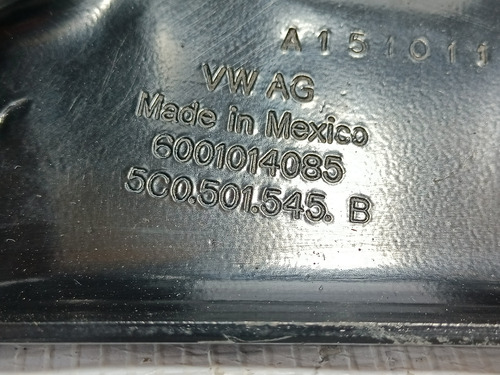 A151011
VW AG
Made in Mexico
6001014085
5C0.501.545. B